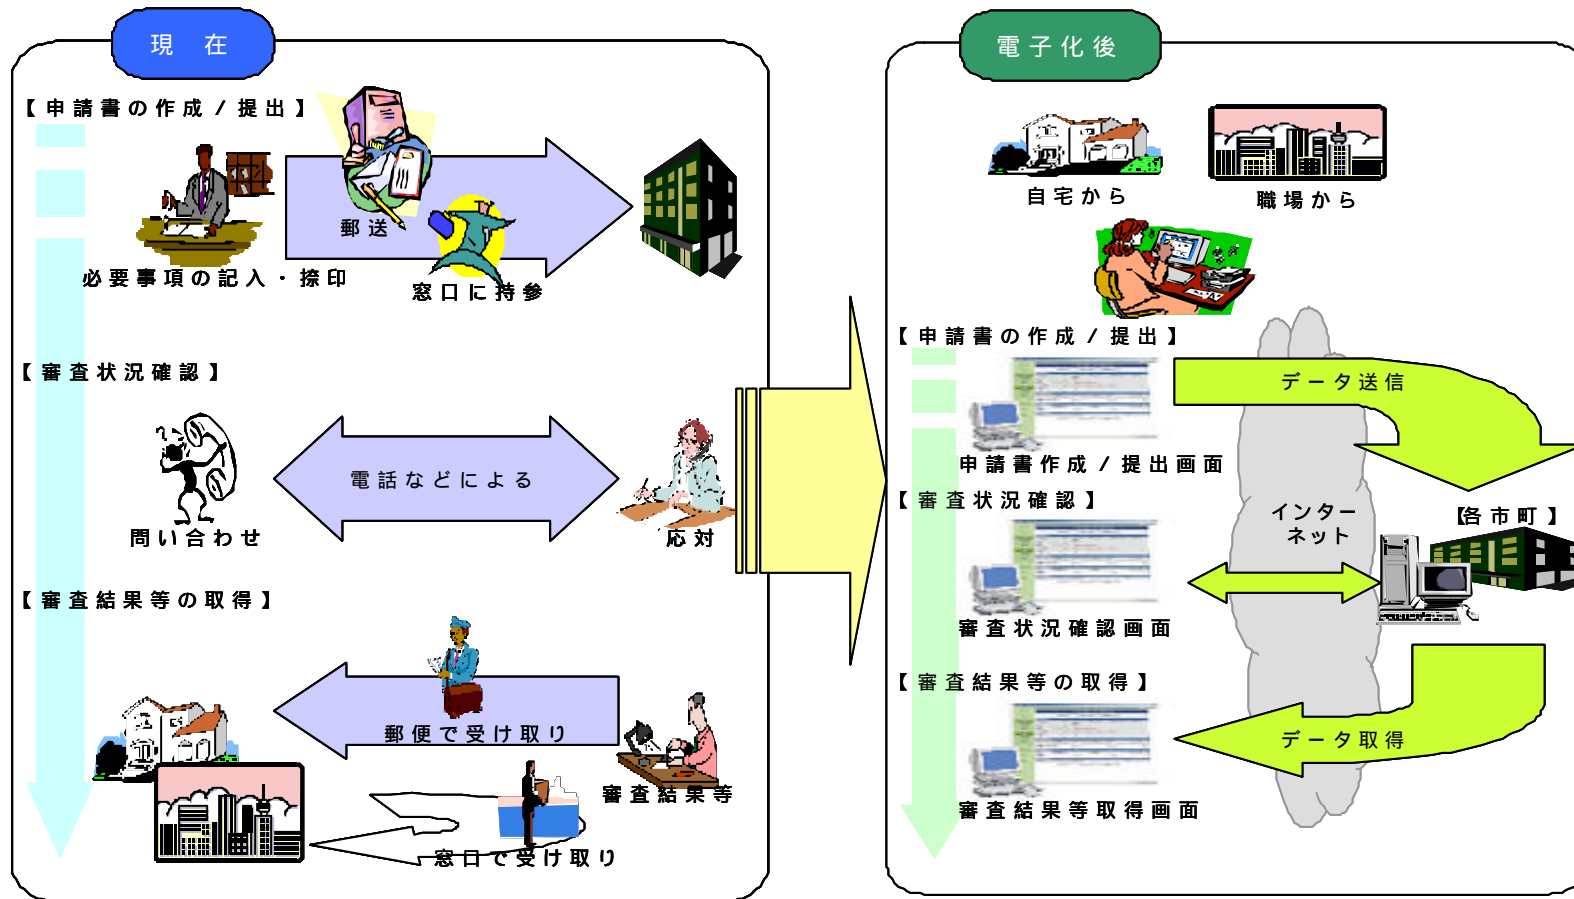 現 在
【申請書の作成/提出】
郵送
必要事項の記入・捺印
窓口に持参
【審査状況確認】
電話などによる
問い合わせ
応対
【審査結果等の取得】
郵便で受け取り
審査結果等
窓口で受け取り
電子化後
自宅から
職場から
【申請書の作成/提出】
データ送信
申請書作成/提出画面
【審査状況確認】
インター
ネット
【各市町】
審査状況確認画面
【審査結果等の取得】
データ取得
審査結果等取得画面